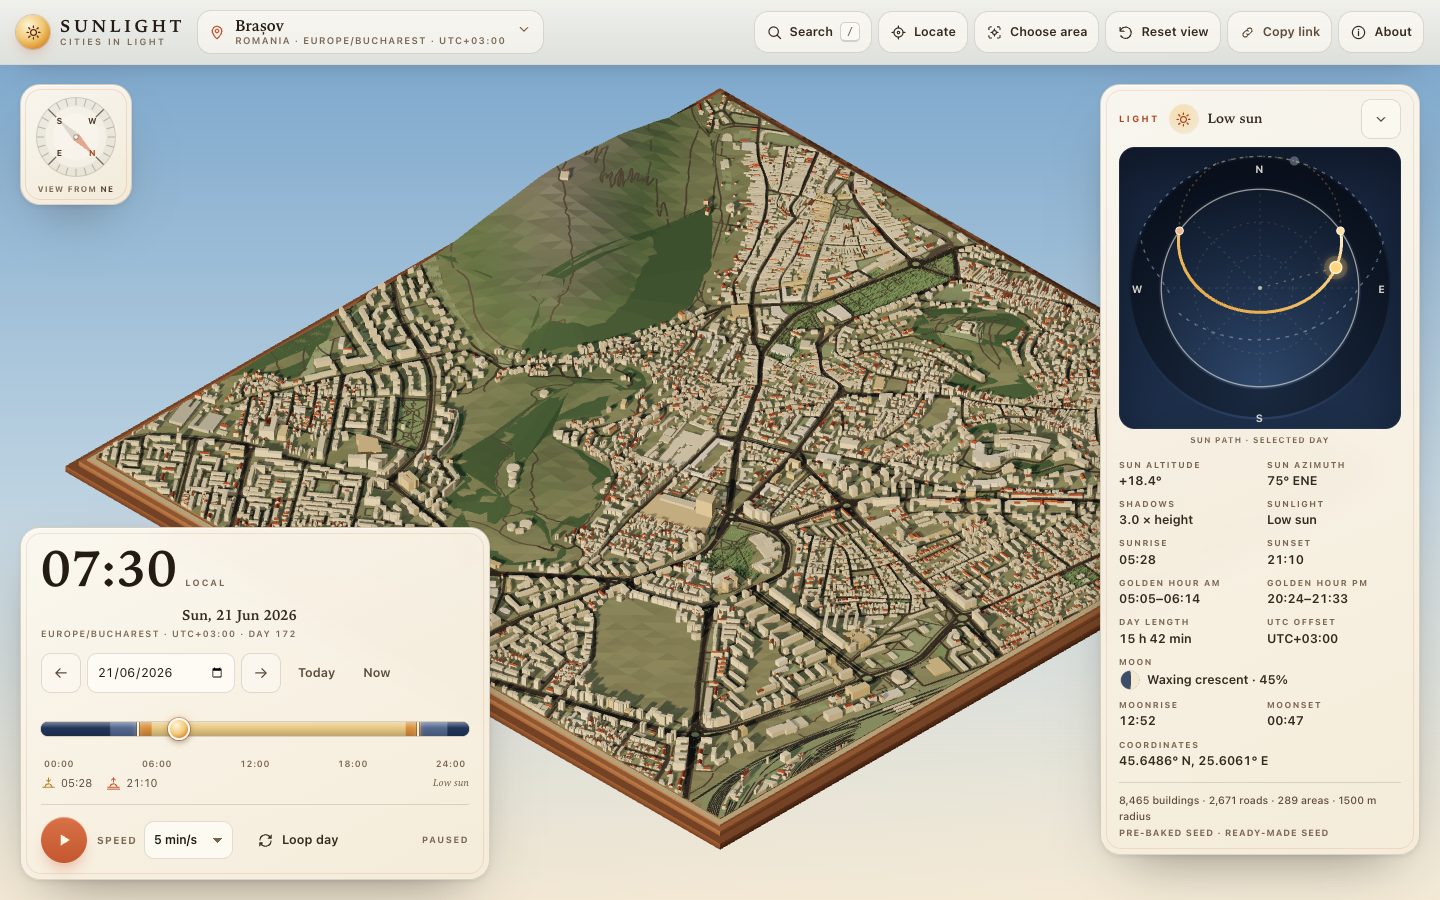 SUNLIGHT
CITIES IN LIGHT
Brașov
ROMANIA · EUROPE/BUCHAREST · UTC+03:00
Search /
Locate
Choose area
Reset view
Copy link
About
S W
E N
VIEW FROM NE
LIGHT Low sun
N
W E
S
SUN PATH · SELECTED DAY
SUN ALTITUDE SUN AZIMUTH
+18.4° 75° ENE
SHADOWS SUNLIGHT
3.0 × height Low sun
SUNRISE SUNSET
05:28 21:10
GOLDEN HOUR AM GOLDEN HOUR PM
05:05–06:14 20:24–21:33
DAY LENGTH UTC OFFSET
15 h 42 min UTC+03:00
MOON
Waxing crescent · 45%
MOONRISE MOONSET
12:52 00:47
COORDINATES
45.6486° N, 25.6061° E
8,465 buildings · 2,671 roads · 289 areas · 1500 m
radius
PRE-BAKED SEED · READY-MADE SEED
07:30 LOCAL
Sun, 21 Jun 2026
EUROPE/BUCHAREST · UTC+03:00 · DAY 172
21/06/2026 Today Now
00:00 06:00 12:00 18:00 24:00
05:28 21:10 Low sun
SPEED 5 min/s Loop day PAUSED